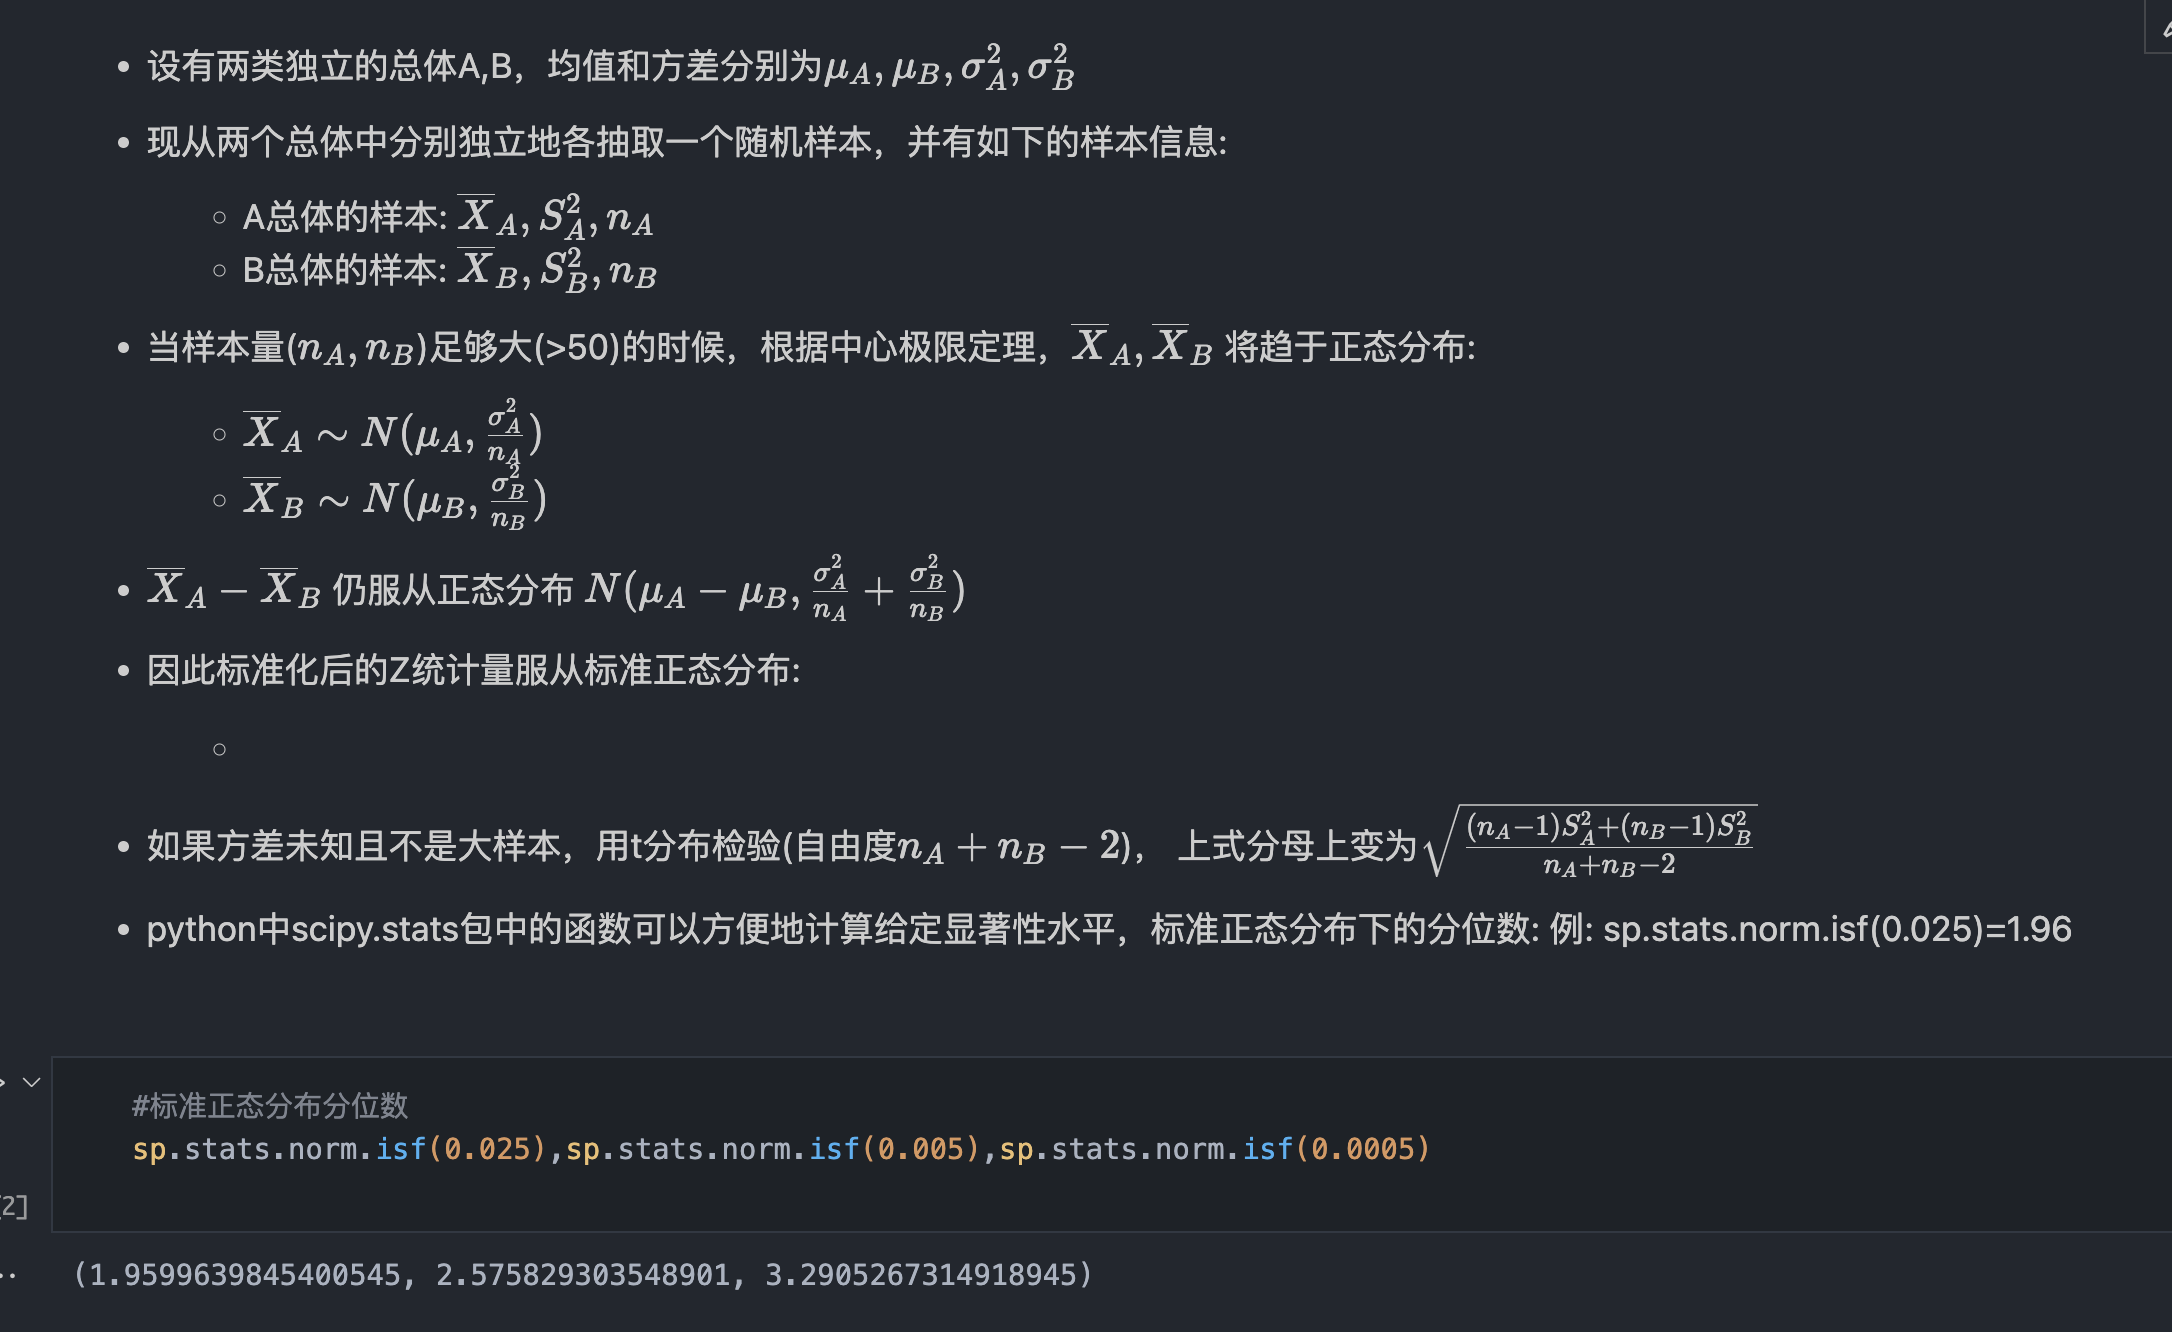 • 设有两类独立的总体A,B，均值和方差分别为$\mu_A, \mu_B, \sigma_A^2, \sigma_B^2$
• 现从两个总体中分别独立地各抽取一个随机样本，并有如下的样本信息:
◦ A总体的样本: $\overline{X}_A, S_A^2, n_A$
◦ B总体的样本: $\overline{X}_B, S_B^2, n_B$
• 当样本量($n_A, n_B$)足够大(>50)的时候，根据中心极限定理，$\overline{X}_A, \overline{X}_B$ 将趋于正态分布:
◦ $\overline{X}_A \sim N(\mu_A, \frac{\sigma_A^2}{n_A})$
◦ $\overline{X}_B \sim N(\mu_B, \frac{\sigma_B^2}{n_B})$
• $\overline{X}_A - \overline{X}_B$ 仍服从正态分布 $N(\mu_A - \mu_B, \frac{\sigma_A^2}{n_A} + \frac{\sigma_B^2}{n_B})$
• 因此标准化后的Z统计量服从标准正态分布:
◦
• 如果方差未知且不是大样本，用t分布检验(自由度$n_A + n_B - 2$)， 上式分母上变为$\sqrt{\frac{(n_A-1)S_A^2+(n_B-1)S_B^2}{n_A+n_B-2}}$
• python中scipy.stats包中的函数可以方便地计算给定显著性水平，标准正态分布下的分位数: 例: sp.stats.norm.isf(0.025)=1.96
#标准正态分布分位数
sp.stats.norm.isf(0.025),sp.stats.norm.isf(0.005),sp.stats.norm.isf(0.0005)
2]
(1.9599639845400545, 2.575829303548901, 3.2905267314918945)